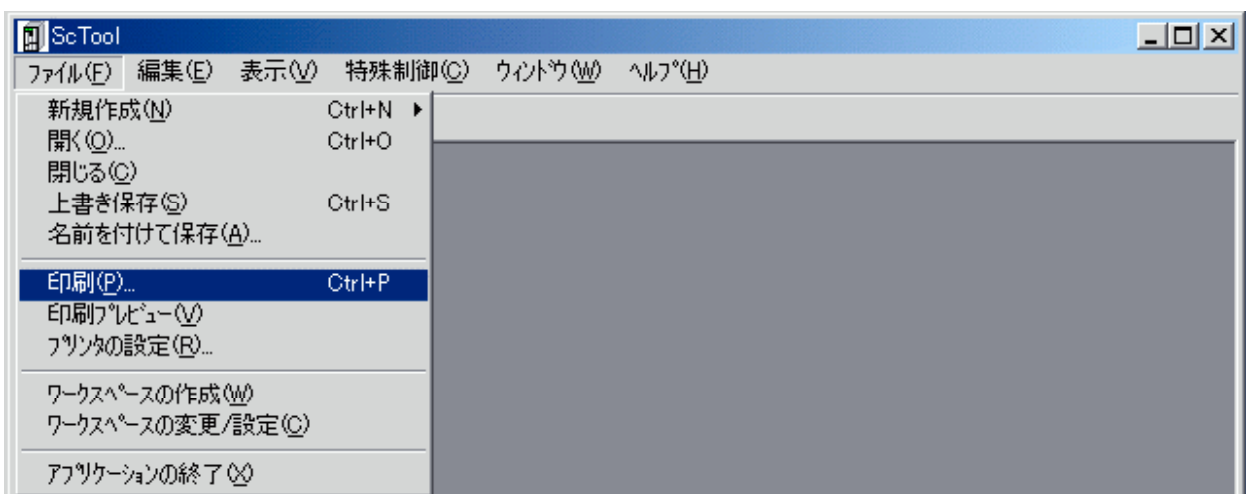 ScTool
ﾌｧｲﾙ(F) 編集(E) 表示(V) 特殊制御(C) ｳｨﾝﾄﾞｳ(W) ﾍﾙﾌﾟ(H)
新規作成(N) Ctrl+N
開く(O)... Ctrl+O
閉じる(C)
上書き保存(S) Ctrl+S
名前を付けて保存(A)...
印刷(P)... Ctrl+P
印刷ﾌﾟﾚﾋﾞｭｰ(V)
ﾌﾟﾘﾝﾀの設定(R)...
ﾜｰｸｽﾍﾟｰｽの作成(W)
ﾜｰｸｽﾍﾟｰｽの変更/設定(C)
ｱﾌﾟﾘｹｰｼｮﾝの終了(X)